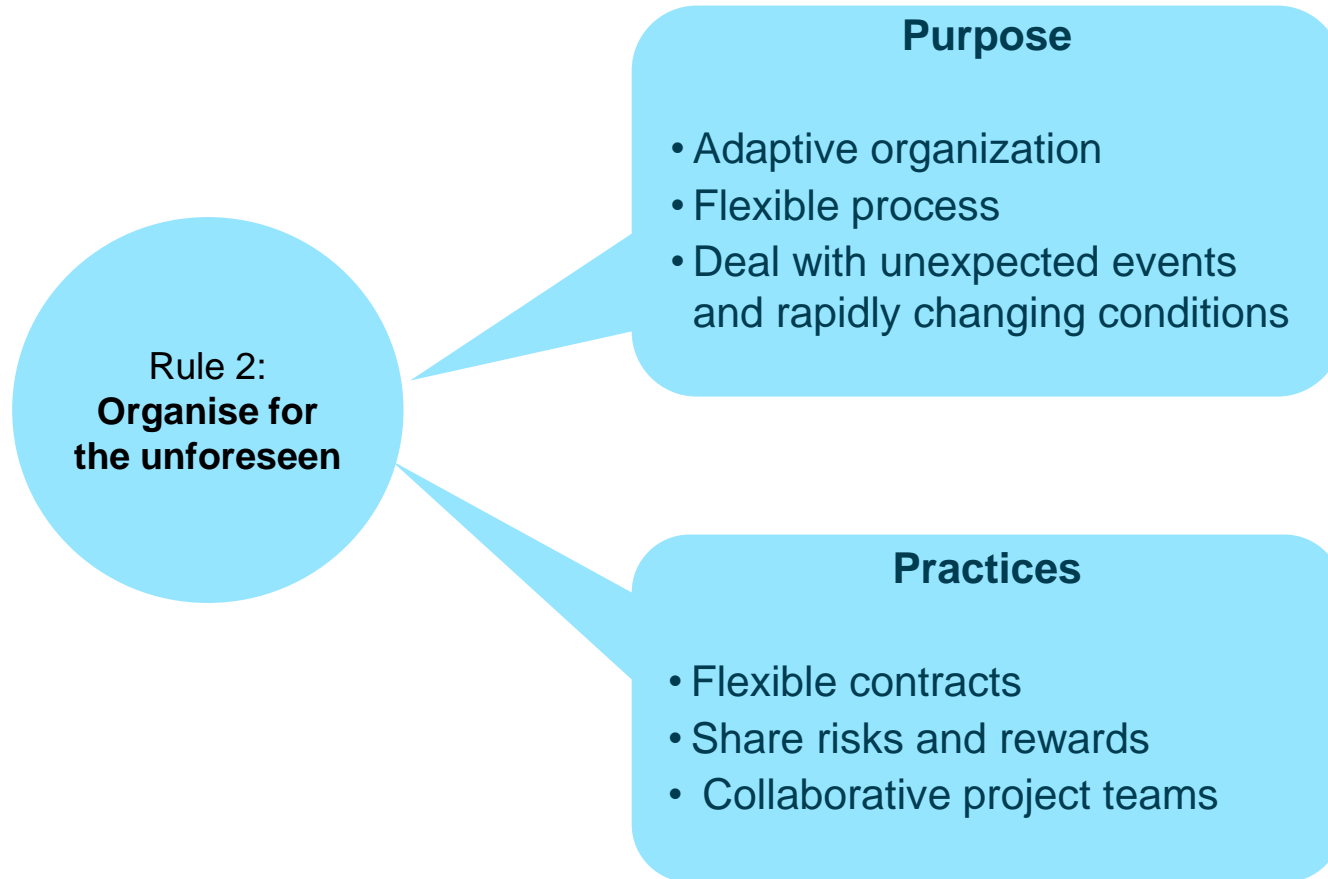 Purpose
• Adaptive organization
• Flexible process
• Deal with unexpected events
and rapidly changing conditions
Rule 2:
Organise for
the unforeseen
Practices
• Flexible contracts
• Share risks and rewards
• Collaborative project teams